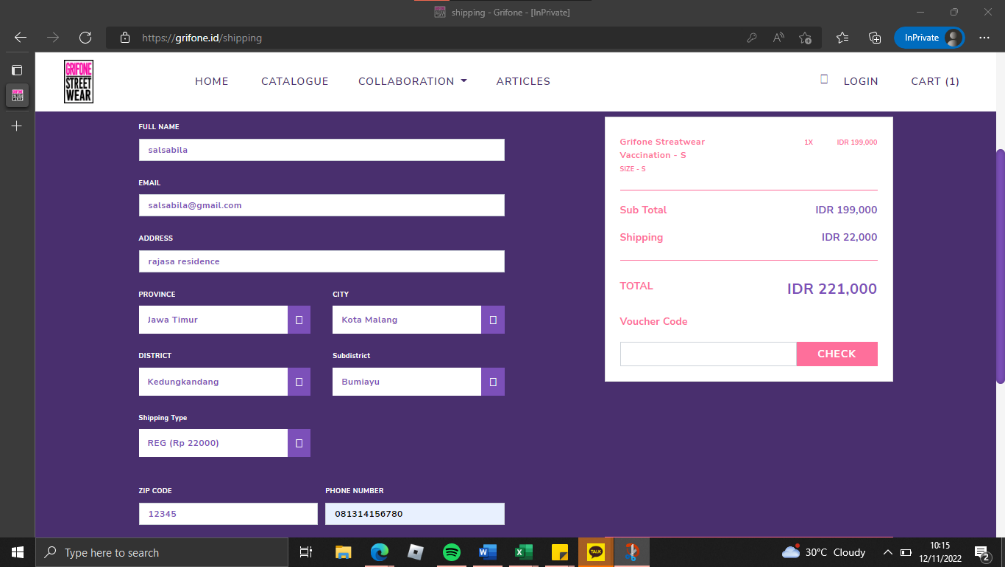 shipping - Grifone - [InPrivate]
https://grifone.id/shipping
InPrivate
GRIFONE
STREET
WEAR
HOME
CATALOGUE
COLLABORATION
ARTICLES
LOGIN
CART (1)
FULL NAME
salsabila
EMAIL
salsabila@gmail.com
ADDRESS
rajasa residence
PROVINCE
CITY
Jawa Timur
Kota Malang
DISTRICT
Subdistrict
Kedungkandang
Bumiayu
Shipping Type
REG (Rp 22000)
ZIP CODE
PHONE NUMBER
12345
081314156780
Grifone Streatwear 1X IDR 199,000
Vaccination - S
SIZE - S
Sub Total IDR 199,000
Shipping IDR 22,000
TOTAL IDR 221,000
Voucher Code
CHECK
Type here to search
TALK
30°C Cloudy
10:15
12/11/2022
2